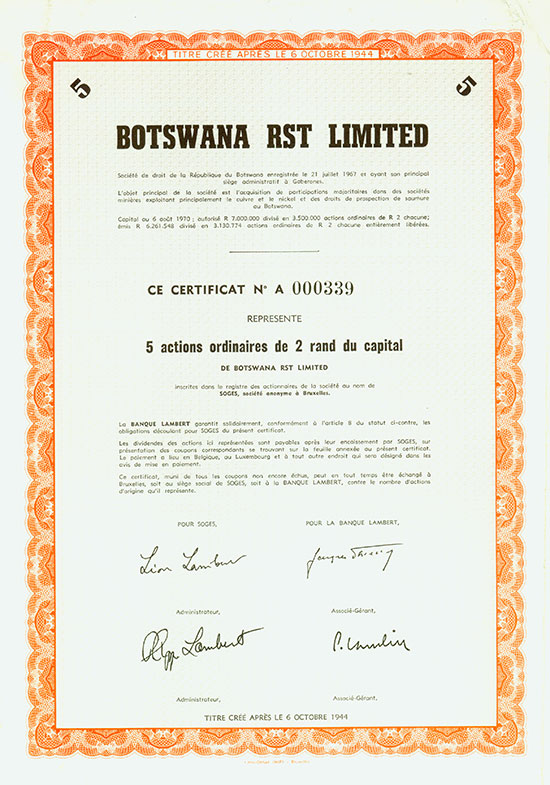 TITRE CRÉÉ APRÈS LE 6 OCTOBRE 1944
5 5
BOTSWANA RST LIMITED
Société de droit de la République du Botswana enregistrée le 21 juillet 1967 et ayant son principal
siège administratif à Gaberones.
L'objet principal de la société est l'acquisition de participations majoritaires dans des sociétés
minières exploitant principalement le cuivre et le nickel et des droits de prospection de saumure
au Botswana.
Capital au 6 août 1970 : autorisé R 7.000.000 divisé en 3.500.000 actions ordinaires de R 2 chacune;
émis R 6.261.548 divisé en 3.130.774 actions ordinaires de R 2 chacune entièrement libérées.
CE CERTIFICAT N° A 000339
REPRESENTE
5 actions ordinaires de 2 rand du capital
DE BOTSWANA RST LIMITED
inscrites dans le registre des actionnaires de la société au nom de
SOGES, société anonyme à Bruxelles.
La BANQUE LAMBERT garantit solidairement, conformément à l'article 8 du statut ci-contre, les
obligations découlant pour SOGES du présent certificat.
Les dividendes des actions ici représentées sont payables après leur encaissement par SOGES, sur
présentation des coupons correspondants se trouvant sur la feuille annexée au présent certificat.
Le paiement a lieu en Belgique, au Luxembourg et à tout autre endroit qui sera désigné dans les
avis de mise en paiement.
Ce certificat, muni de tous les coupons non encore échus, peut en tout temps être échangé à
Bruxelles, soit au siège social de SOGES, soit à la BANQUE LAMBERT, contre le nombre d'actions
d'origine qu'il représente.
POUR SOGES, POUR LA BANQUE LAMBERT,
Léon Lambert
Administrateur, Associé-Gérant,
Lambert
Administrateur, Associé-Gérant,
TITRE CRÉÉ APRÈS LE 6 OCTOBRE 1944